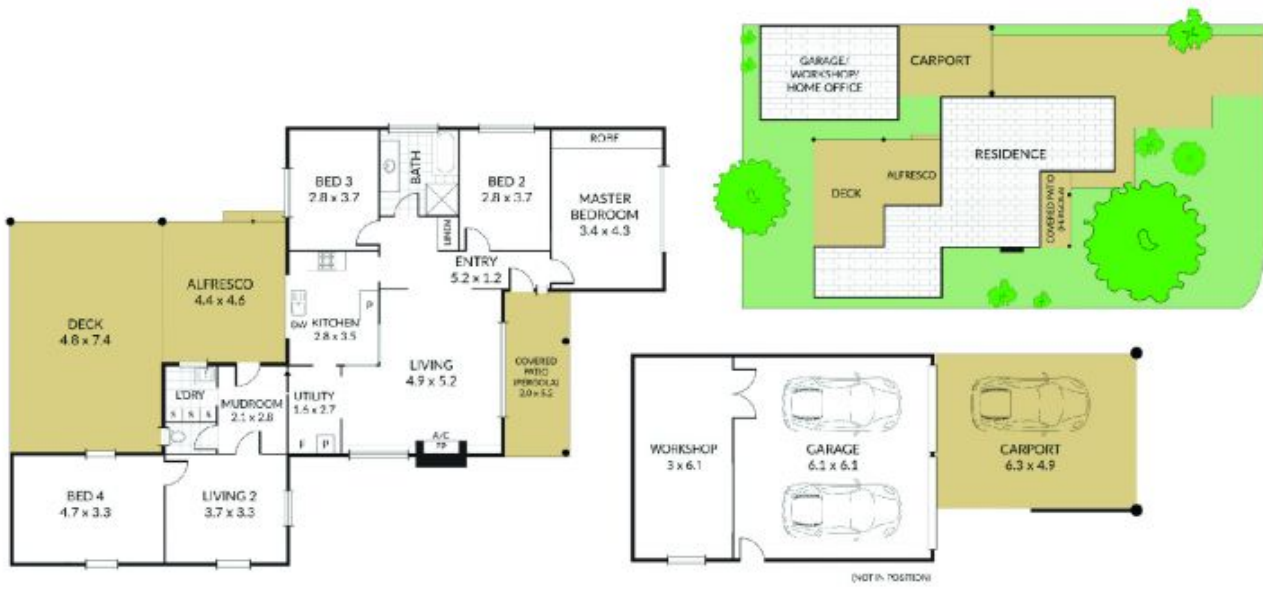 BED 3
2.8 x 3.7
BATH
BED 2
2.8 x 3.7
ROBE
MASTER
BEDROOM
3.4 x 4.3
LINEN
ENTRY
5.2 x 1.2
ALFRESCO
4.4 x 4.6
DECK
4.8 x 7.4
DW
KITCHEN
2.8 x 3.5
P
LIVING
4.9 x 5.2
COVERED
PATIO
(PERGOLA)
2.0 x 5.2
L'DRY
S S S
MUDROOM
2.1 x 2.8
UTILITY
1.6 x 2.7
F P
A/C
FP
BED 4
4.7 x 3.3
LIVING 2
3.7 x 3.3
GARAGE/
WORKSHOP/
HOME OFFICE
CARPORT
RESIDENCE
DECK
ALFRESCO
COVERED PATIO
(PERGOLA)
WORKSHOP
3 x 6.1
GARAGE
6.1 x 6.1
CARPORT
6.3 x 4.9
(NOT IN POSITION)